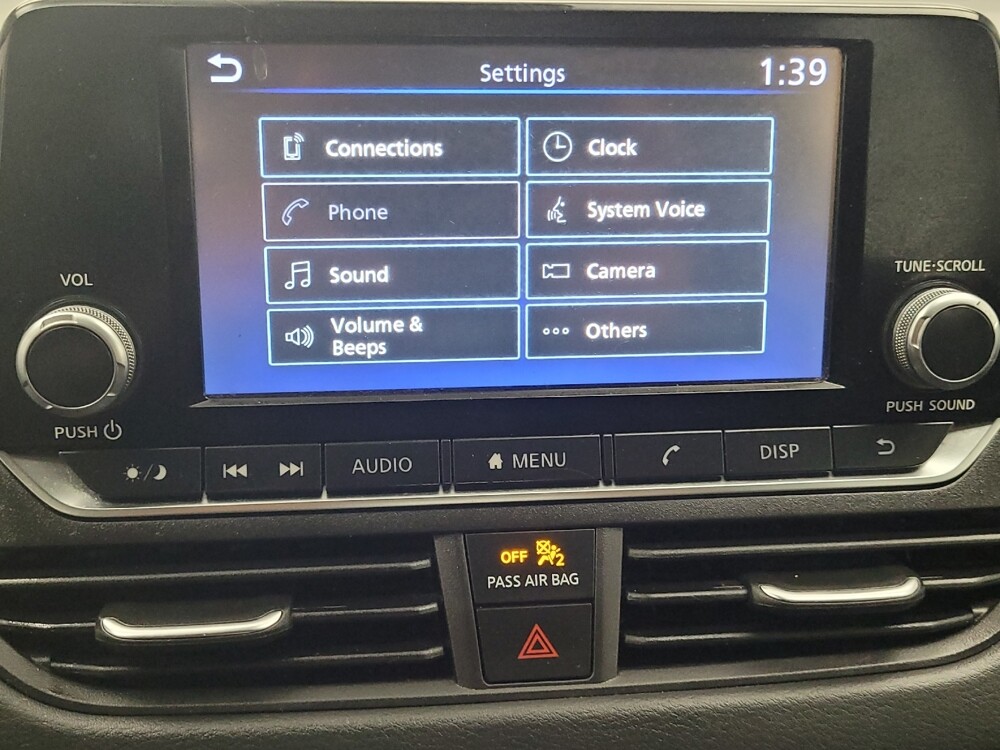 Settings
1:39
Connections
Clock
Phone
System Voice
Sound
Camera
Volume &
Beeps
Others
VOL
TUNE·SCROLL
PUSH
PUSH SOUND
AUDIO
MENU
DISP
OFF
2
PASS AIR BAG